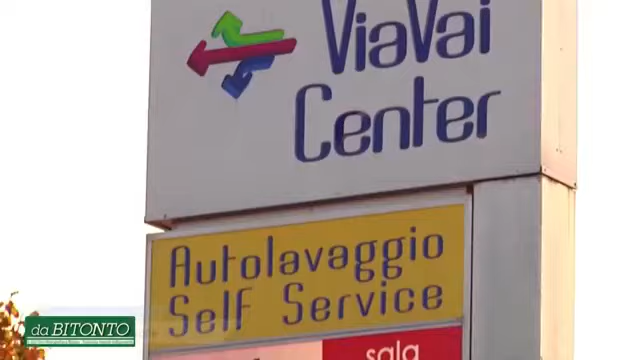 ViaVai
Center
Autolavaggio
Self Service
sala
da BITONTO